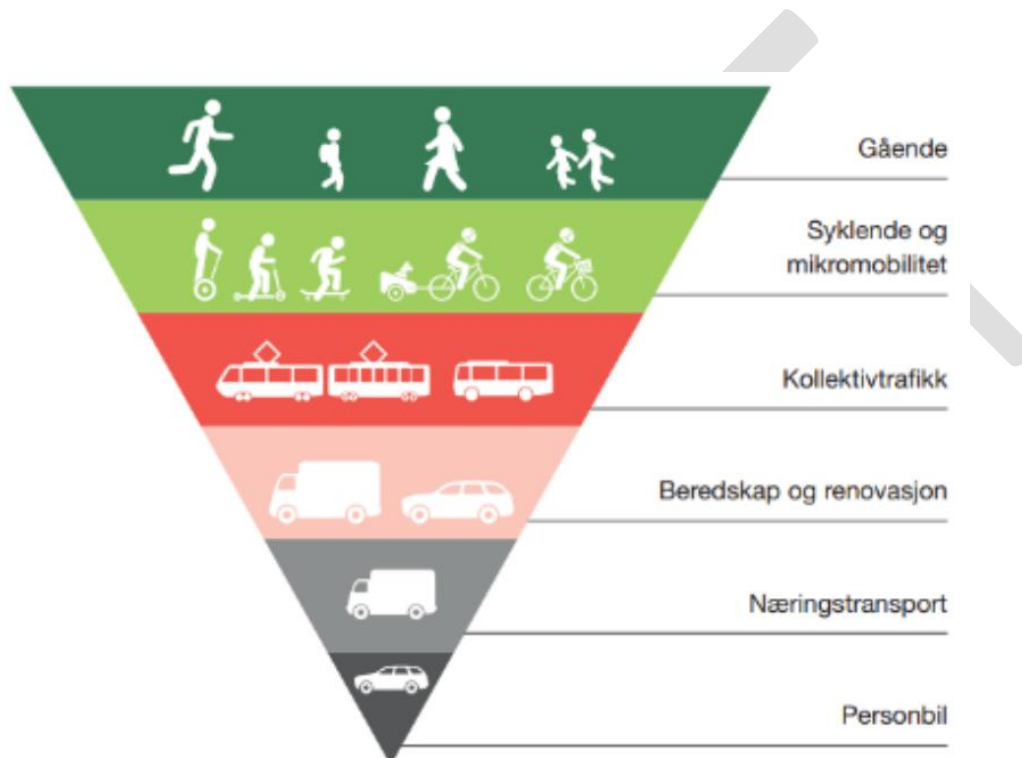 Gående
Syklende og
mikromobilitet
Kollektivtrafikk
Beredskap og renovasjon
Næringstransport
Personbil